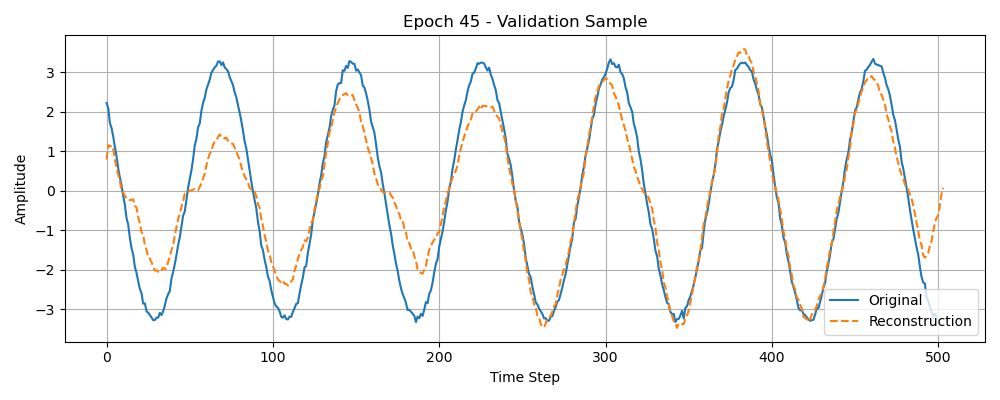 Epoch 45 - Validation Sample
Amplitude
3
2
1
0
−1
−2
−3
0 100 200 300 400 500
Time Step
Original
Reconstruction